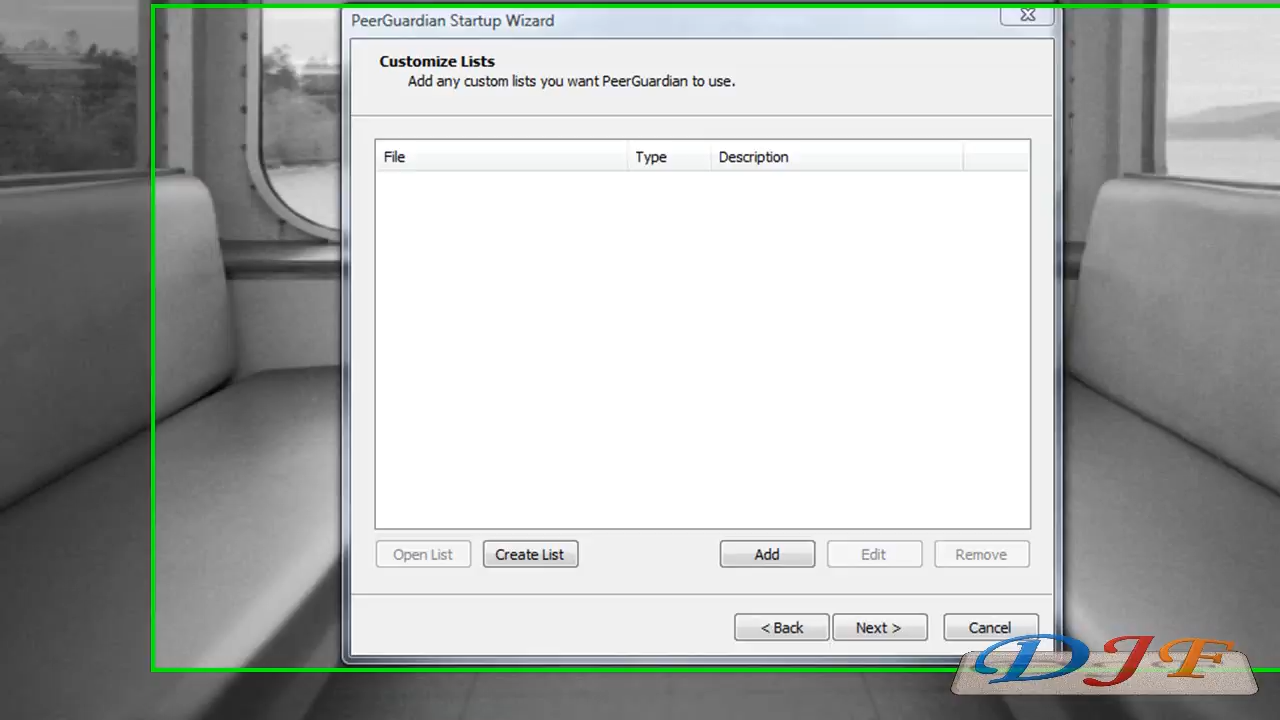 PeerGuardian Startup Wizard
Customize Lists
Add any custom lists you want PeerGuardian to use.
File Type Description
Open List Create List Add Edit Remove
< Back Next > Cancel
DJF